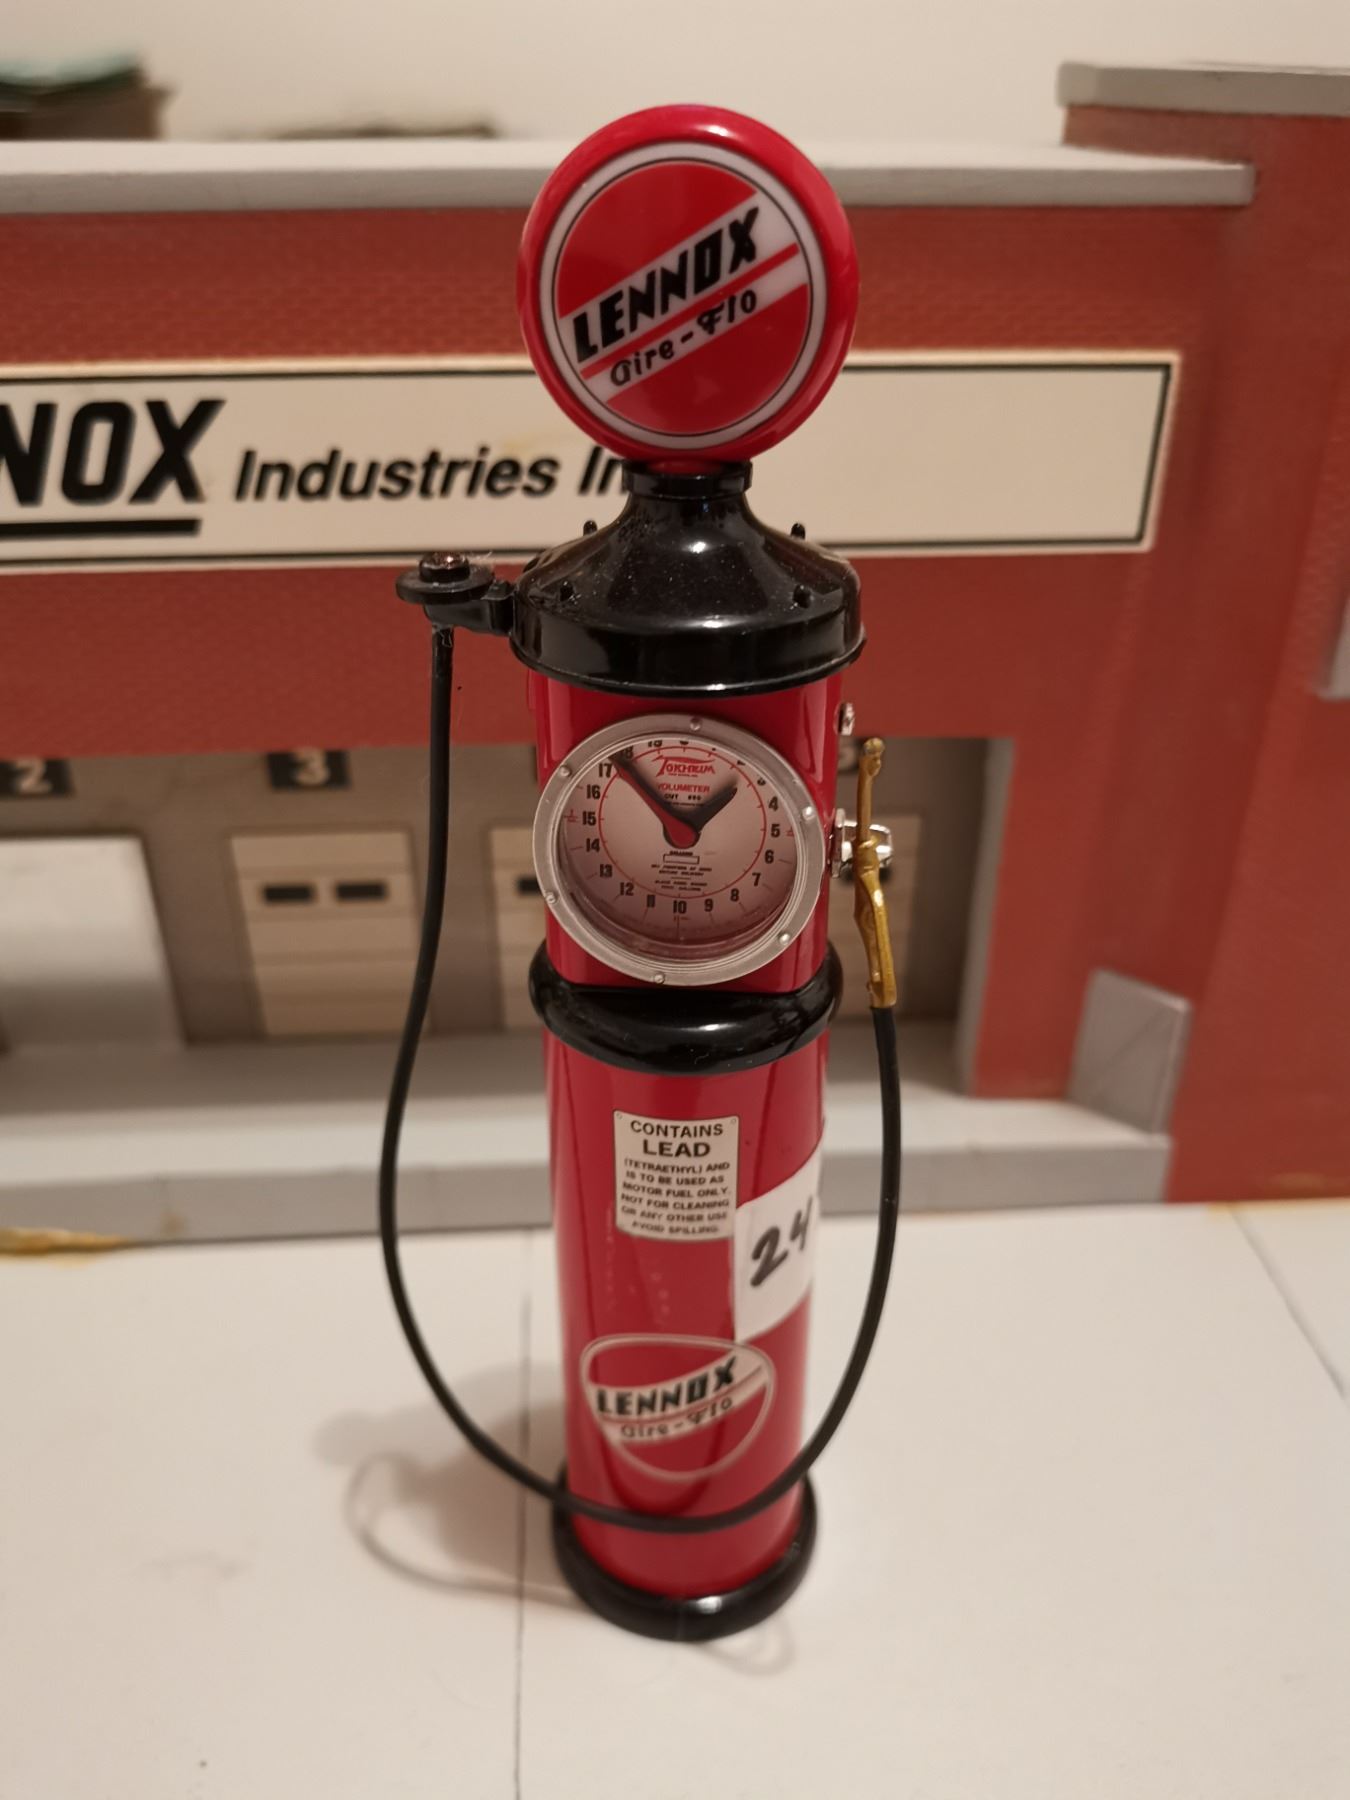 LENNOX
Aire-Flo
NOX Industries In
2
3
TOKHEIM
VOLUMETER
CUT
17
16
15
14
13
12
11
10
9
8
7
6
5
4
CONTAINS
LEAD
(TETRAETHYL) AND
IS TO BE USED AS
MOTOR FUEL ONLY.
NOT FOR CLEANING
OR ANY OTHER USE
AVOID SPILLING.
24
LENNOX
Aire-Flo